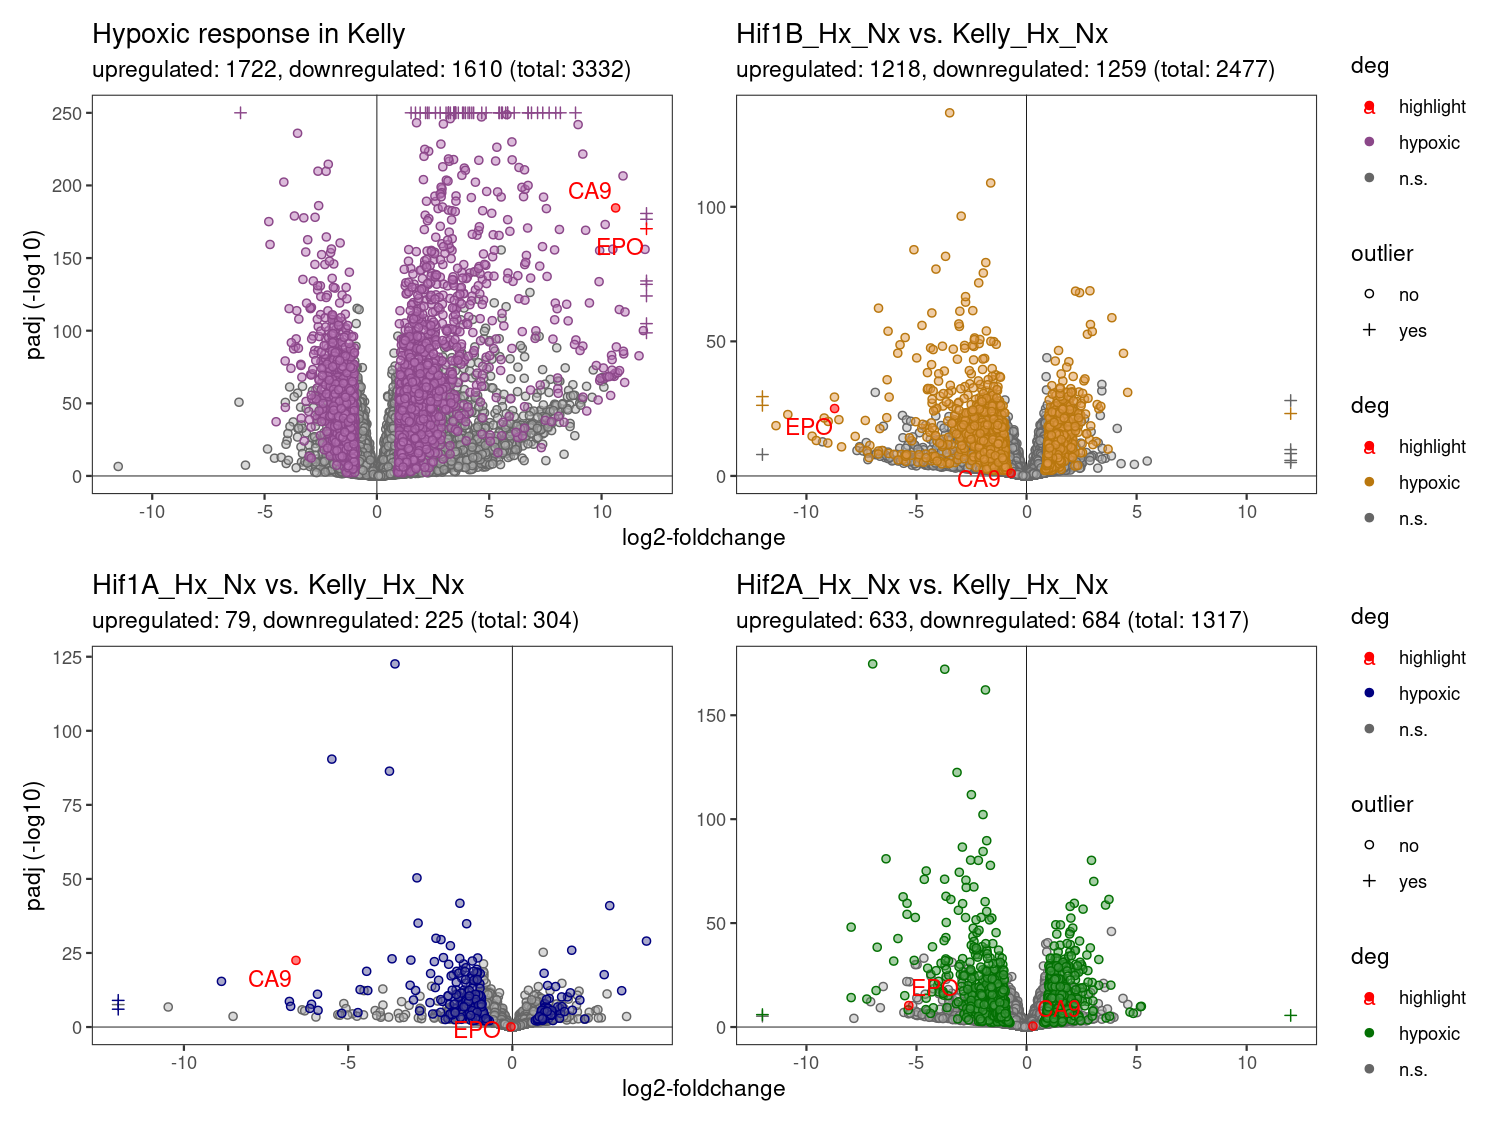 Hypoxic response in Kelly
upregulated: 1722, downregulated: 1610 (total: 3332)
padj (-log10)
250
200
150
100
50
0
CA9
EPO
-10
-5
0
5
10
Hif1B_Hx_Nx vs. Kelly_Hx_Nx
upregulated: 1218, downregulated: 1259 (total: 2477)
100
50
0
EPO
CA9
-10
-5
0
5
10
log2-foldchange
deg
a highlight
hypoxic
n.s.
outlier
no
yes
deg
a highlight
hypoxic
n.s.
Hif1A_Hx_Nx vs. Kelly_Hx_Nx
upregulated: 79, downregulated: 225 (total: 304)
padj (-log10)
125
100
75
50
25
0
CA9
EPO
-10
-5
0
Hif2A_Hx_Nx vs. Kelly_Hx_Nx
upregulated: 633, downregulated: 684 (total: 1317)
150
100
50
0
EPO
CA9
-10
-5
0
5
10
log2-foldchange
deg
a highlight
hypoxic
n.s.
outlier
no
yes
deg
a highlight
hypoxic
n.s.